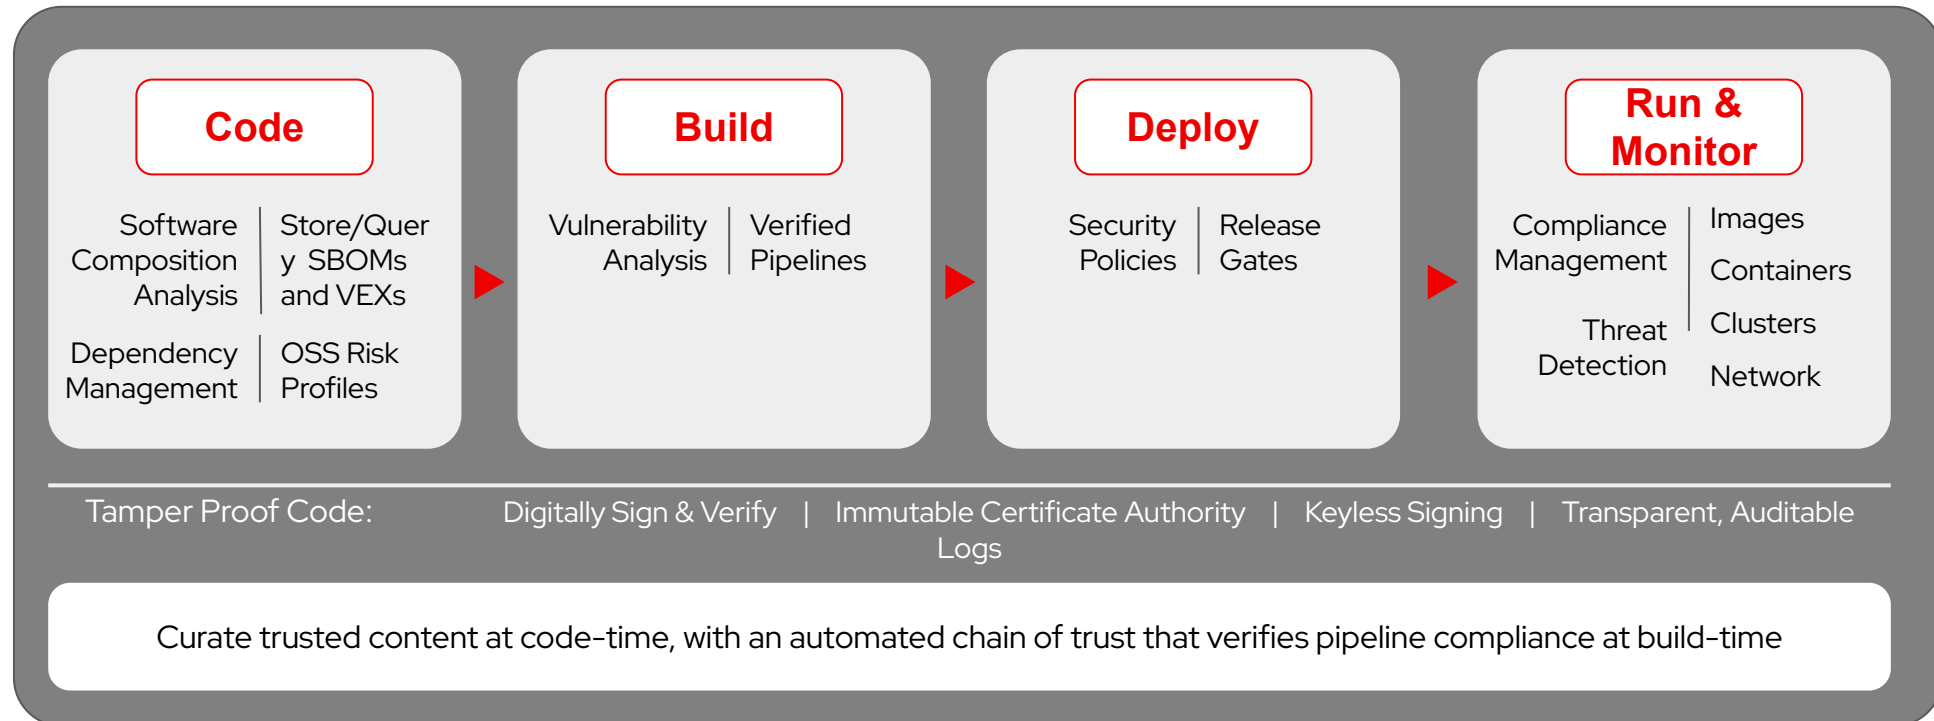 Code
Software
Composition
Analysis
Store/Quer
y SBOMs
and VEXs
Dependency
Management
OSS Risk
Profiles
Build
Vulnerability
Analysis
Verified
Pipelines
Deploy
Security
Policies
Release
Gates
Run &
Monitor
Compliance
Management
Threat
Detection
Images
Containers
Clusters
Network
Tamper Proof Code:
Digitally Sign & Verify | Immutable Certificate Authority | Keyless Signing | Transparent, Auditable
Logs
Curate trusted content at code-time, with an automated chain of trust that verifies pipeline compliance at build-time